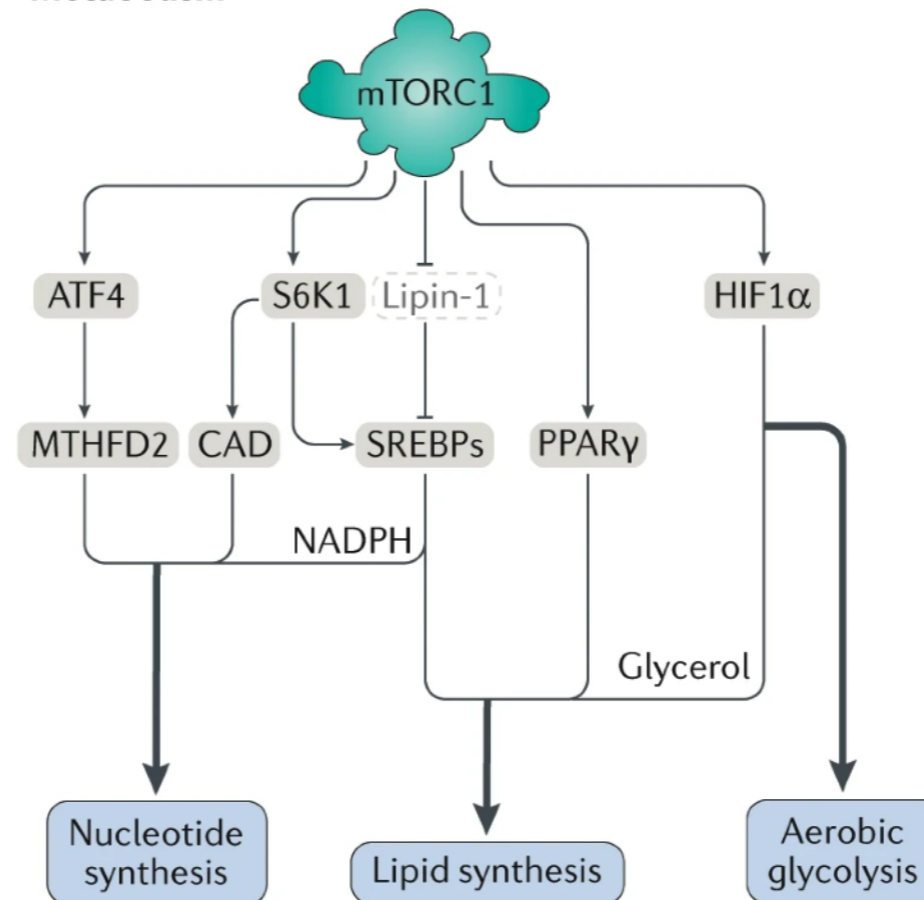 mTORC1
ATF4
S6K1
Lipin-1
HIF1α
MTHFD2
CAD
SREBPs
PPARγ
NADPH
Glycerol
Nucleotide
synthesis
Lipid synthesis
Aerobic
glycolysis